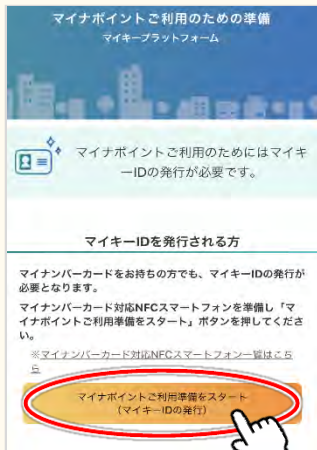 マイナポイントご利用のための準備
マイキープラットフォーム
マイナポイントご利用のためにはマイキ
ーIDの発行が必要です。
マイキーIDを発行される方
マイナンバーカードをお持ちの方でも、マイキーIDの発行が
必要となります。
マイナンバーカード対応NFCスマートフォンを準備し「マ
イナポイントご利用準備をスタート」ボタンを押してくださ
い。
※マイナンバーカード対応NFCスマートフォン一覧はこち
ら
マイナポイントご利用準備をスタート
(マイキーIDの発行)